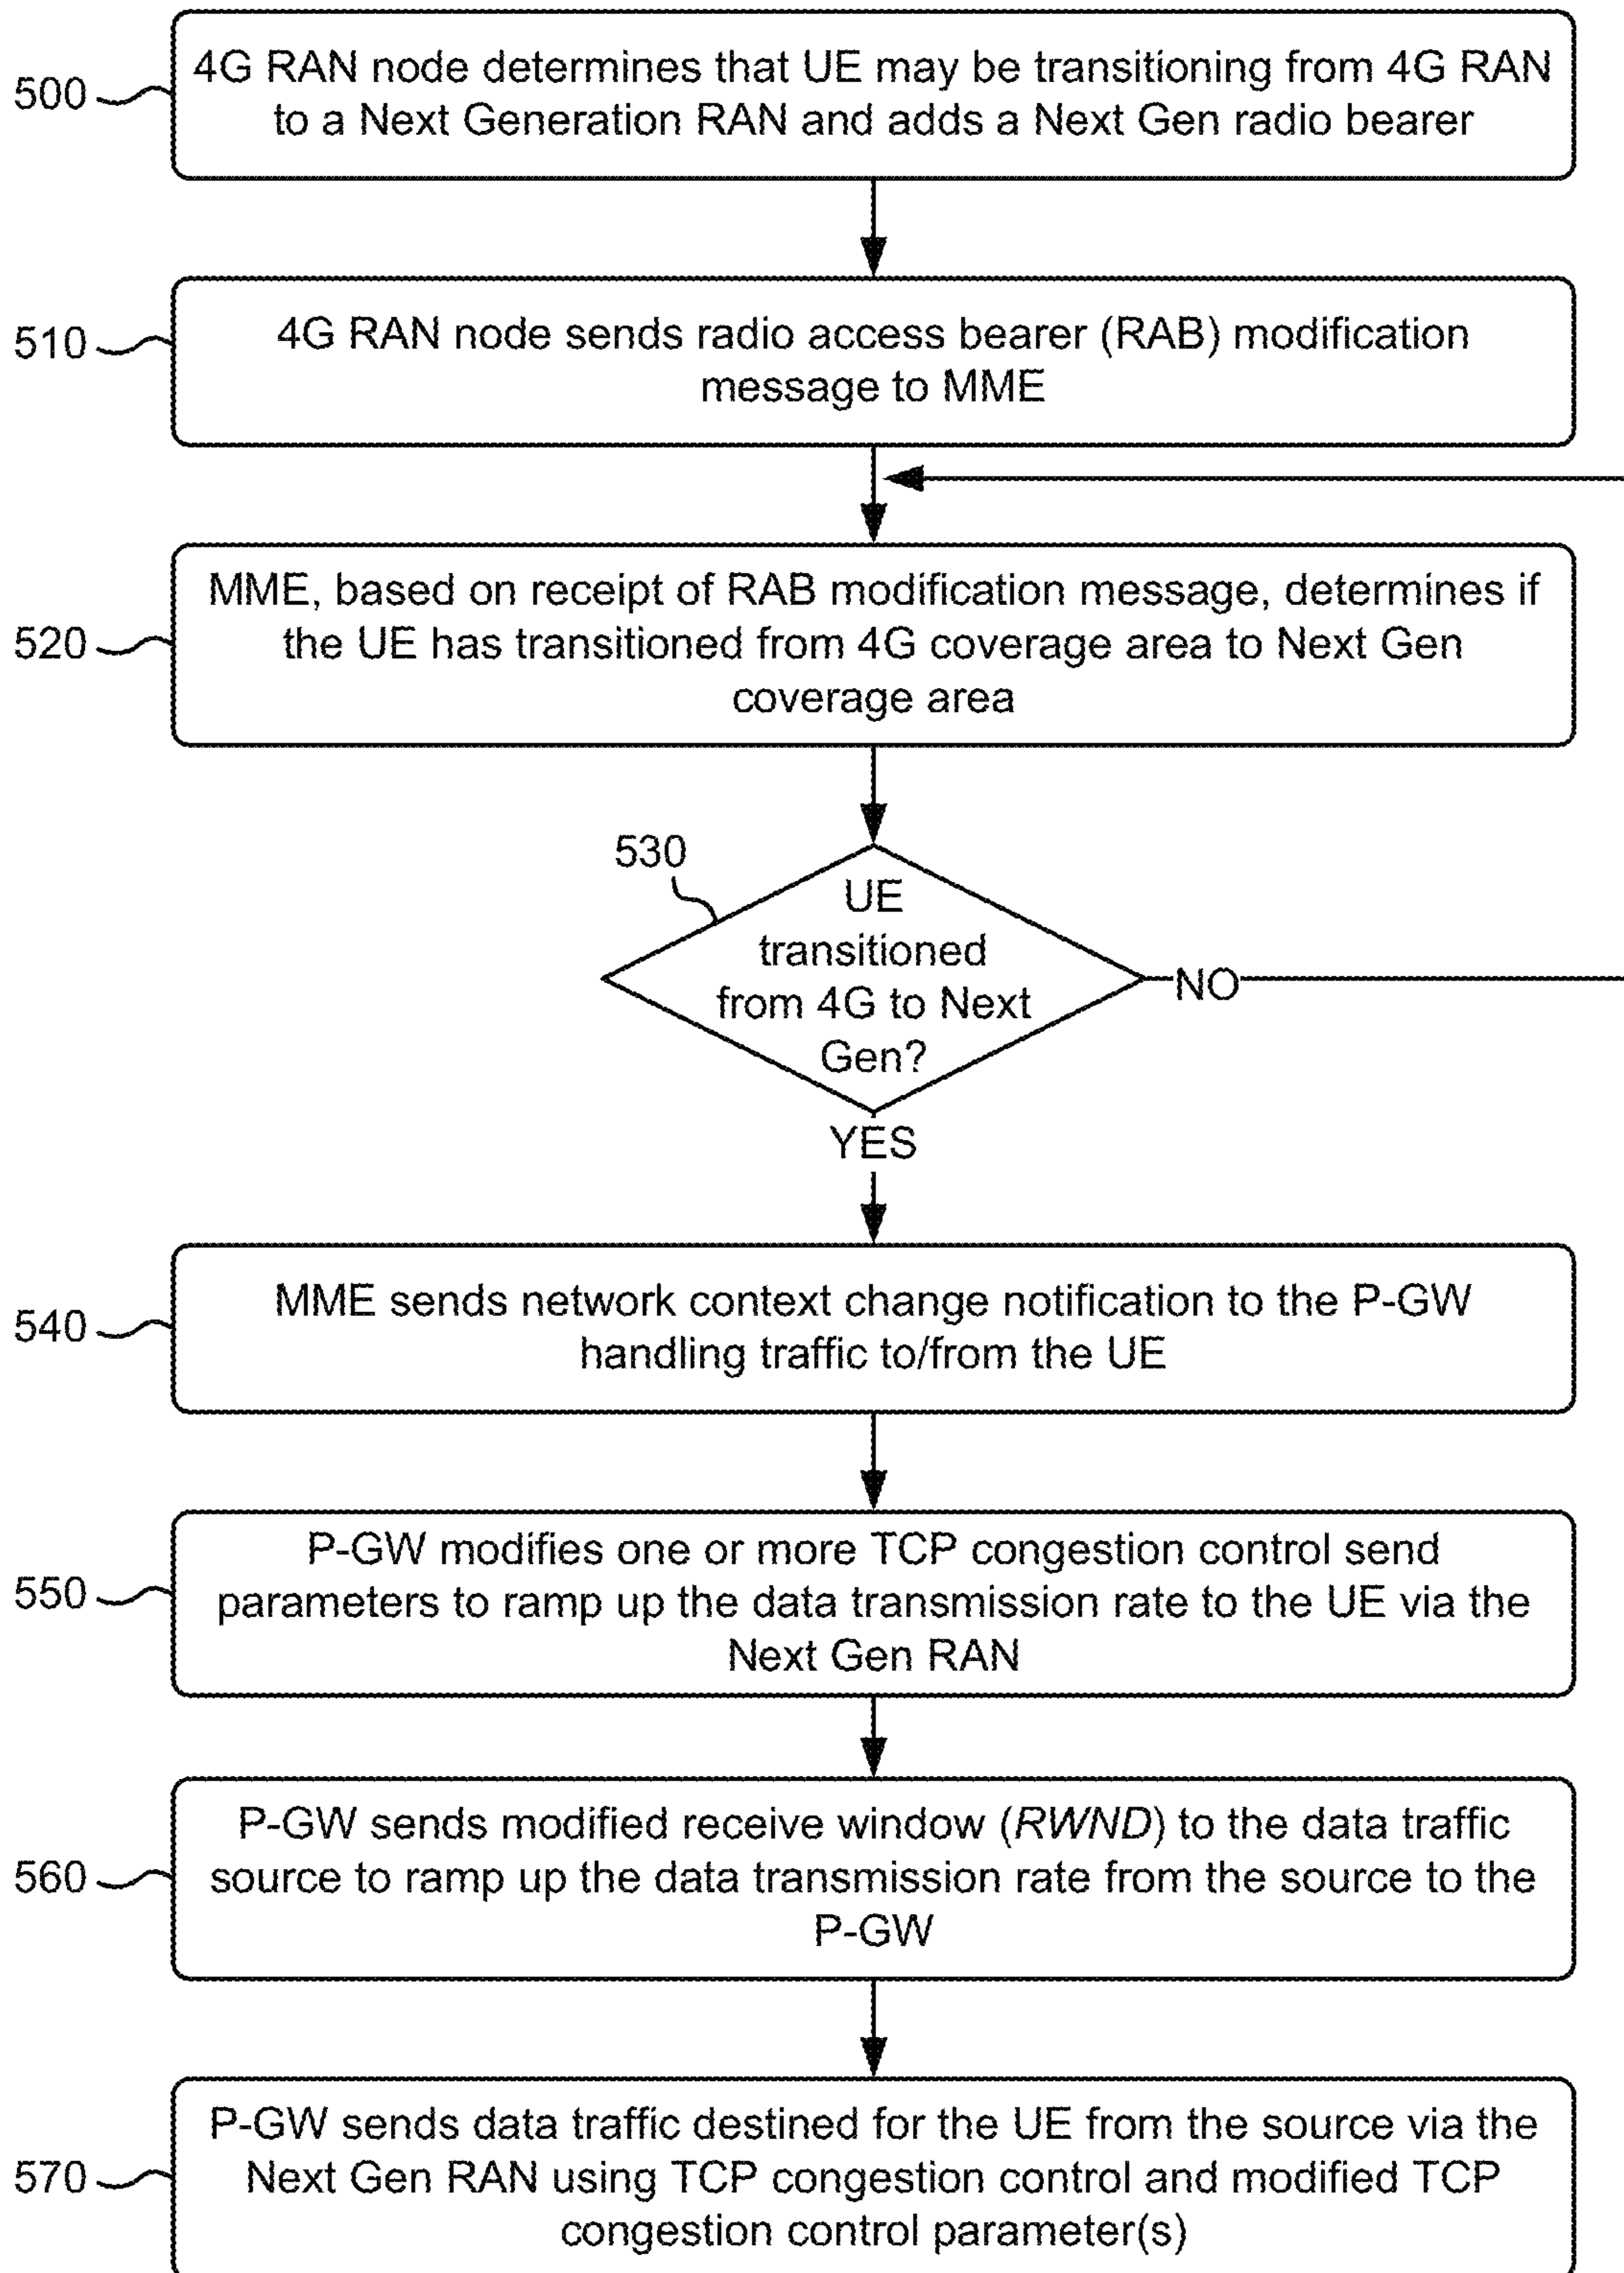 500
4G RAN node determines that UE may be transitioning from 4G RAN
to a Next Generation RAN and adds a Next Gen radio bearer
510
4G RAN node sends radio access bearer (RAB) modification
message to MME
520
MME, based on receipt of RAB modification message, determines if
the UE has transitioned from 4G coverage area to Next Gen
coverage area
530
UE
transitioned
from 4G to Next
Gen?
NO
YES
540
MME sends network context change notification to the P-GW
handling traffic to/from the UE
550
P-GW modifies one or more TCP congestion control send
parameters to ramp up the data transmission rate to the UE via the
Next Gen RAN
560
P-GW sends modified receive window (RWND) to the data traffic
source to ramp up the data transmission rate from the source to the
P-GW
570
P-GW sends data traffic destined for the UE from the source via the
Next Gen RAN using TCP congestion control and modified TCP
congestion control parameter(s)